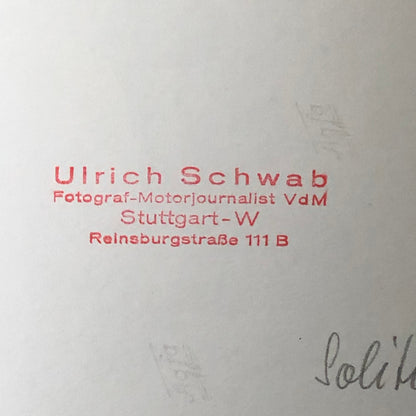 Ulrich Schwab
Fotograf-Motorjournalist VdM
Stuttgart-W
Reinsburgstraße 111 B